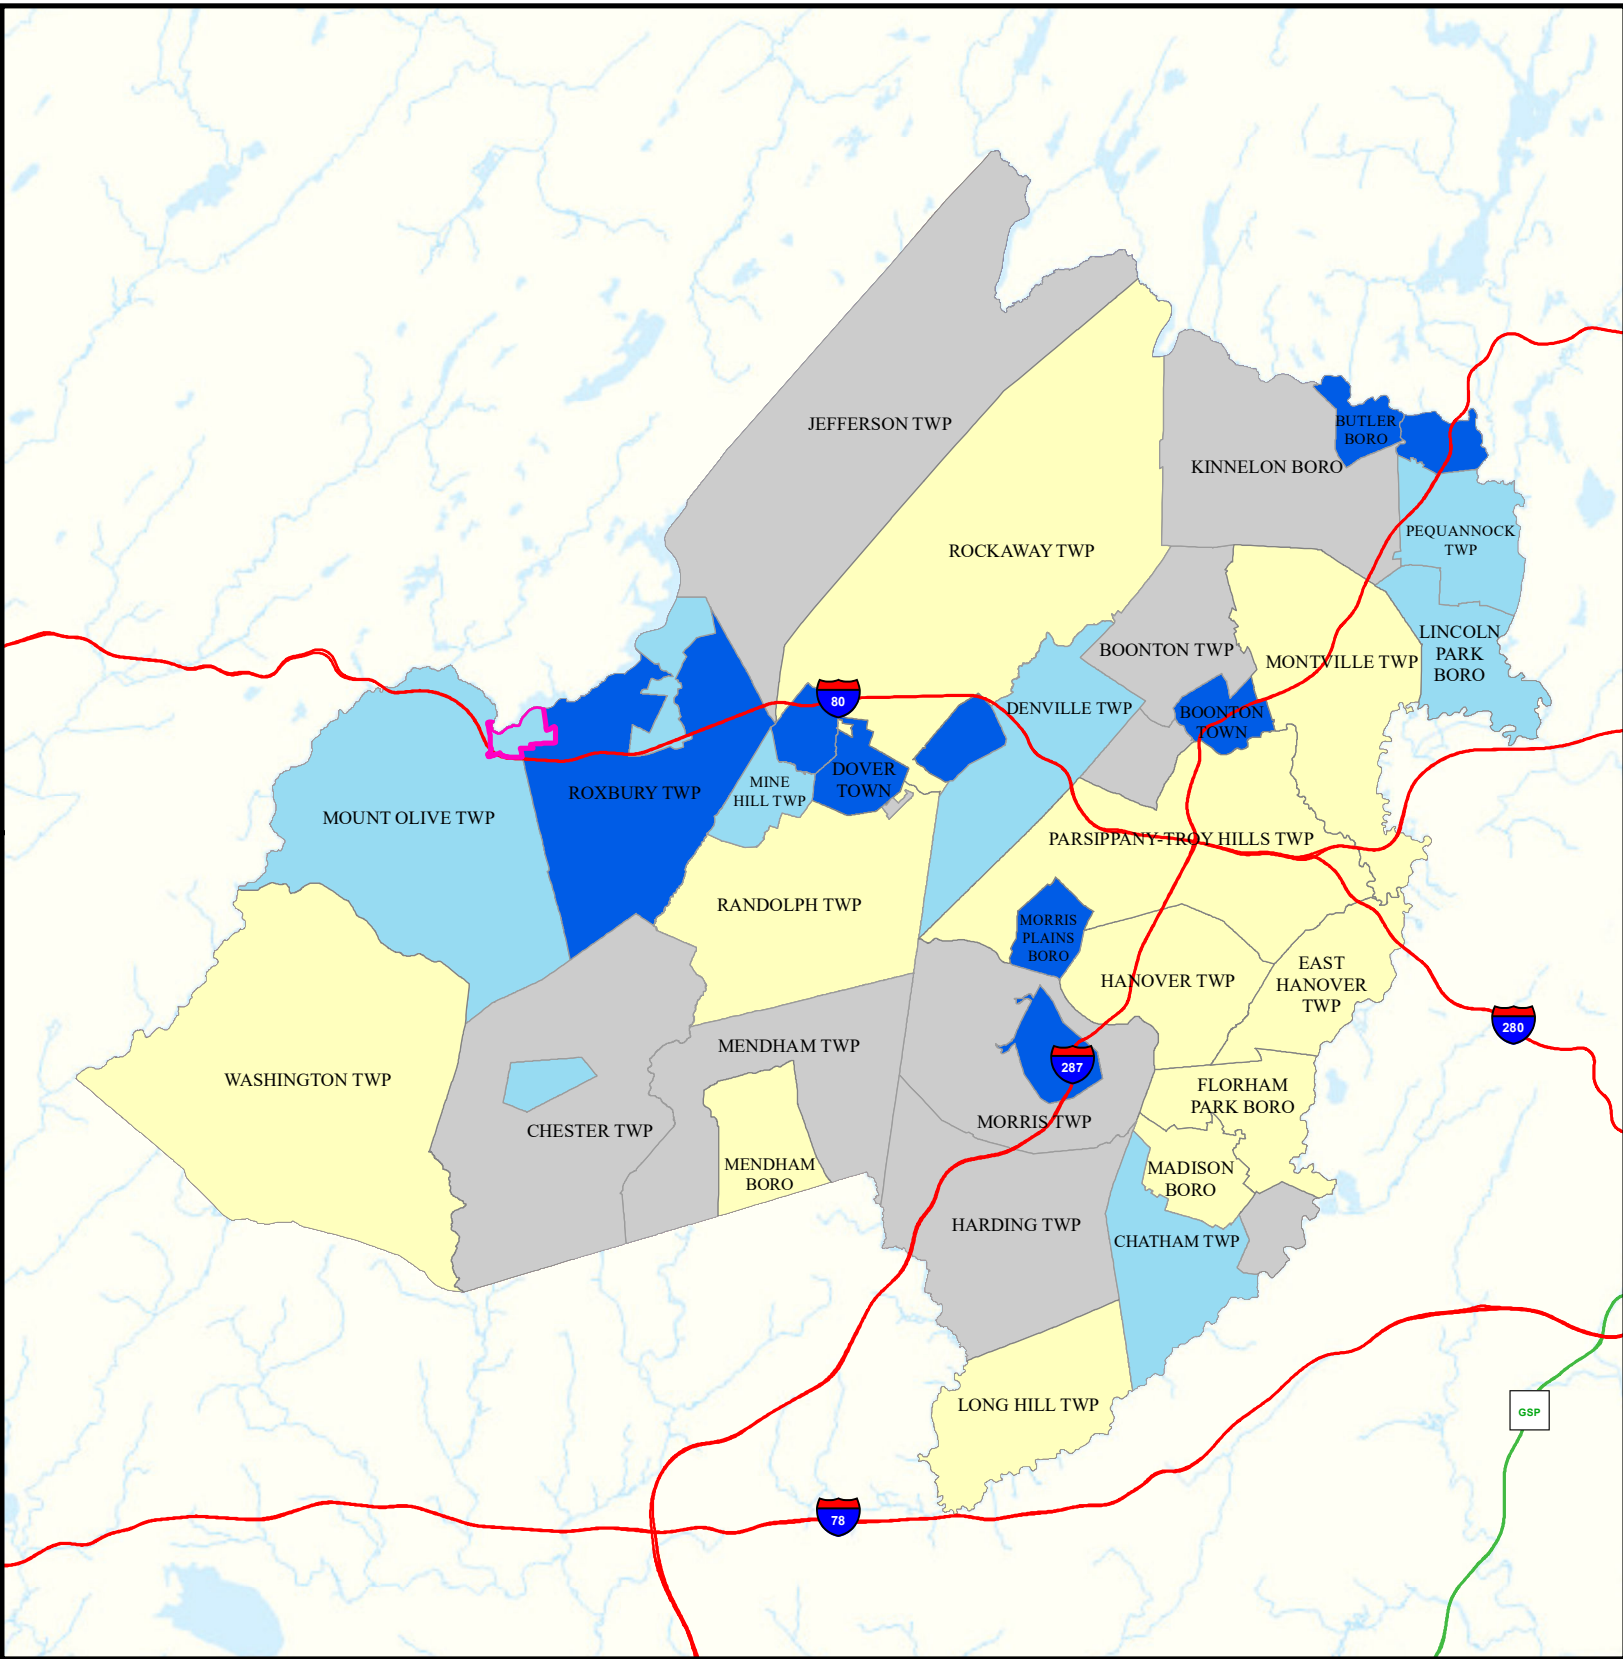 JEFFERSON TWP
BUTLER
BORO
KINNELON BORO
PEQUANNOCK
TWP
ROCKAWAY TWP
LINCOLN
PARK
BORO
BOONTON TWP
MONTVILLE TWP
80
DENVILLE TWP
BOONTON
TOWN
DOVER
TOWN
MINE
HILL TWP
ROXBURY TWP
MOUNT OLIVE TWP
PARSIPPANY-TROY HILLS TWP
RANDOLPH TWP
MORRIS
PLAINS
BORO
HANOVER TWP
EAST
HANOVER
TWP
280
MENDHAM TWP
287
WASHINGTON TWP
FLORHAM
PARK BORO
CHESTER TWP
MORRIS TWP
MENDHAM
BORO
MADISON
BORO
HARDING TWP
CHATHAM TWP
LONG HILL TWP
GSP
78